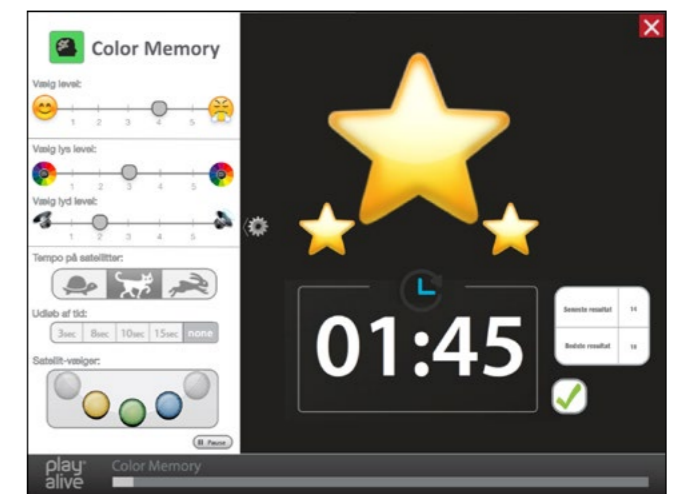 Color Memory
Vælg level:
1 2 3 4 5
Vælg lys level:
1 2 3 4 5
Vælg lyd level:
1 2 3 4 5
Tempo på satellitter:
Udløb af tid:
3sec 8sec 10sec 15sec none
Satellit-vælger:
Pause
01:45
Seneste resultat 14
Bedste resultat 18
play alive
Color Memory